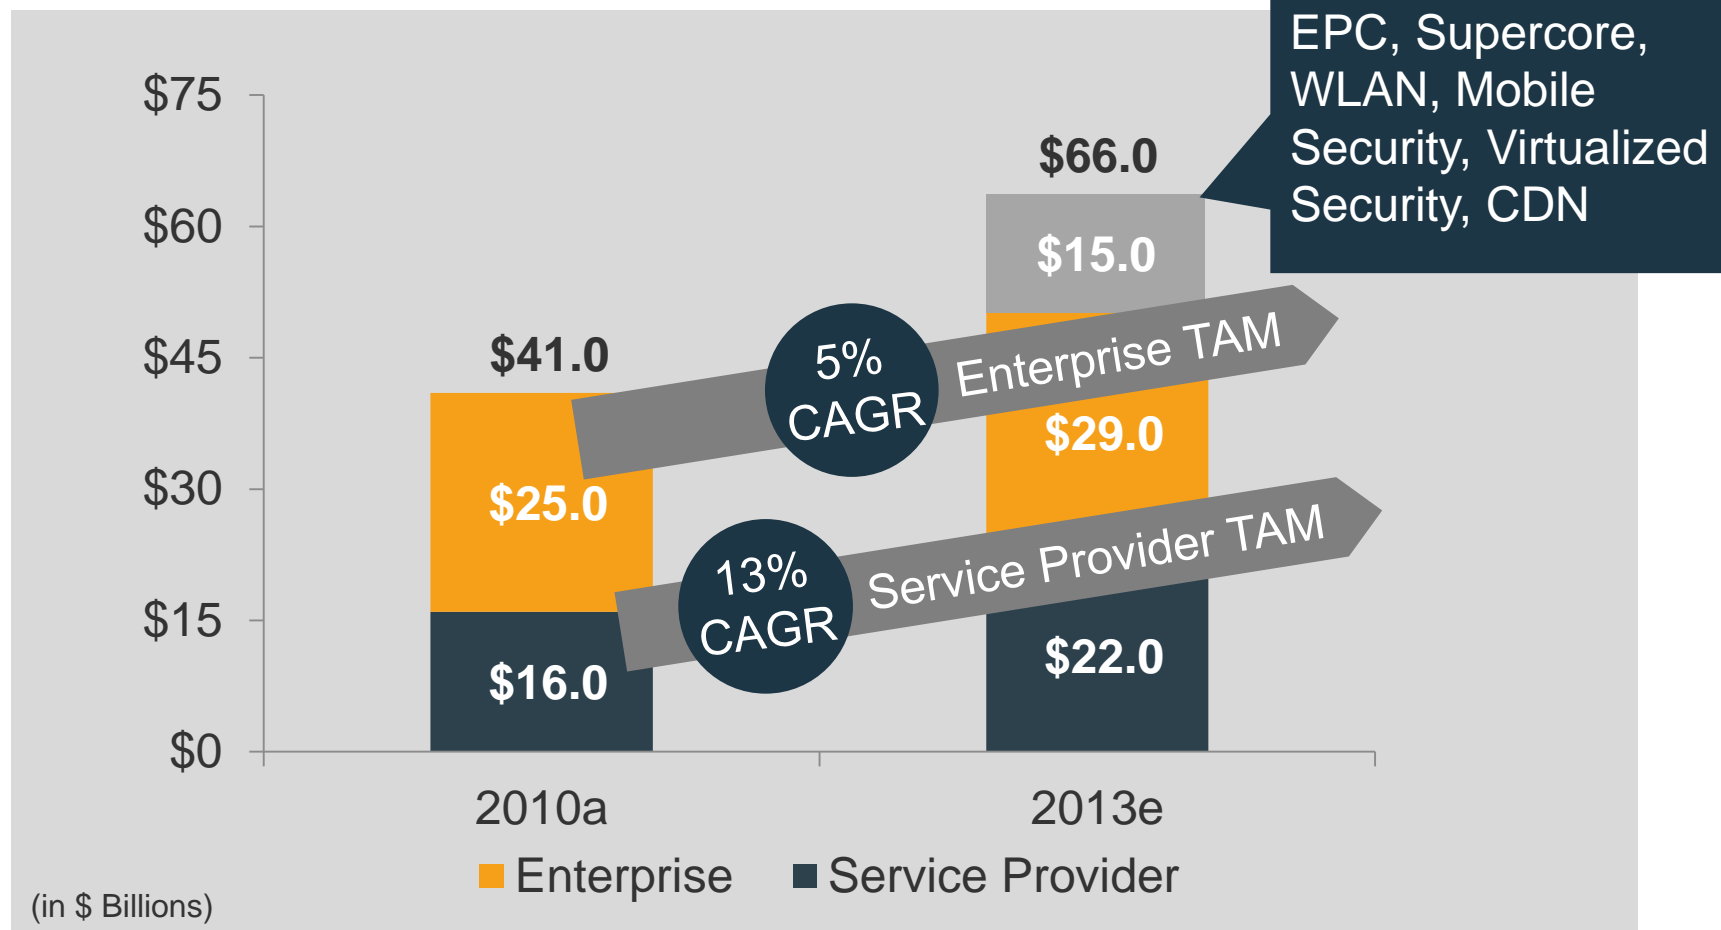 EPC, Supercore,
WLAN, Mobile
Security, Virtualized
Security, CDN
$75
$60
$45
$30
$15
$0
$66.0
$15.0
$41.0
5%
CAGR
Enterprise TAM
$29.0
$25.0
13%
CAGR
Service Provider TAM
$16.0
$22.0
2010a
2013e
Enterprise
Service Provider
(in $ Billions)